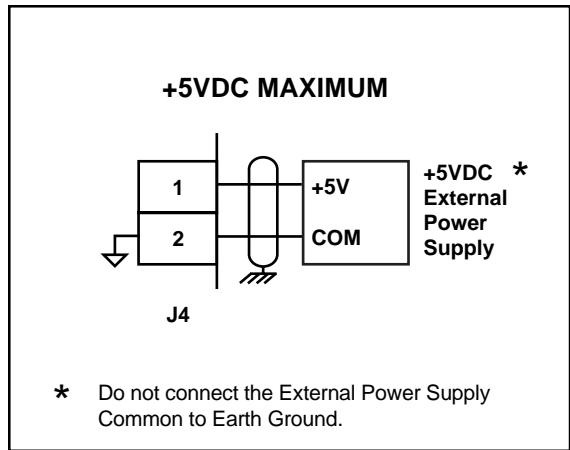 +5VDC MAXIMUM
1
+5V
2
COM
+5VDC *
External
Power
Supply
J4
* Do not connect the External Power Supply
Common to Earth Ground.